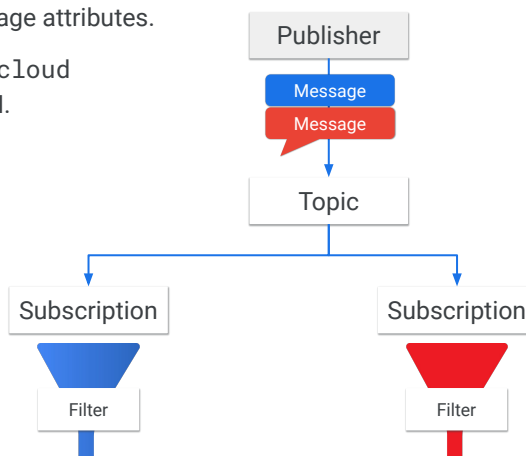 age attributes.
cloud
Publisher
Message
Message
Topic
Subscription
Subscription
Filter
Filter